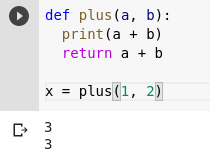 def plus(a, b):
  print(a + b)
  return a + b

x = plus(1, 2)
3
3